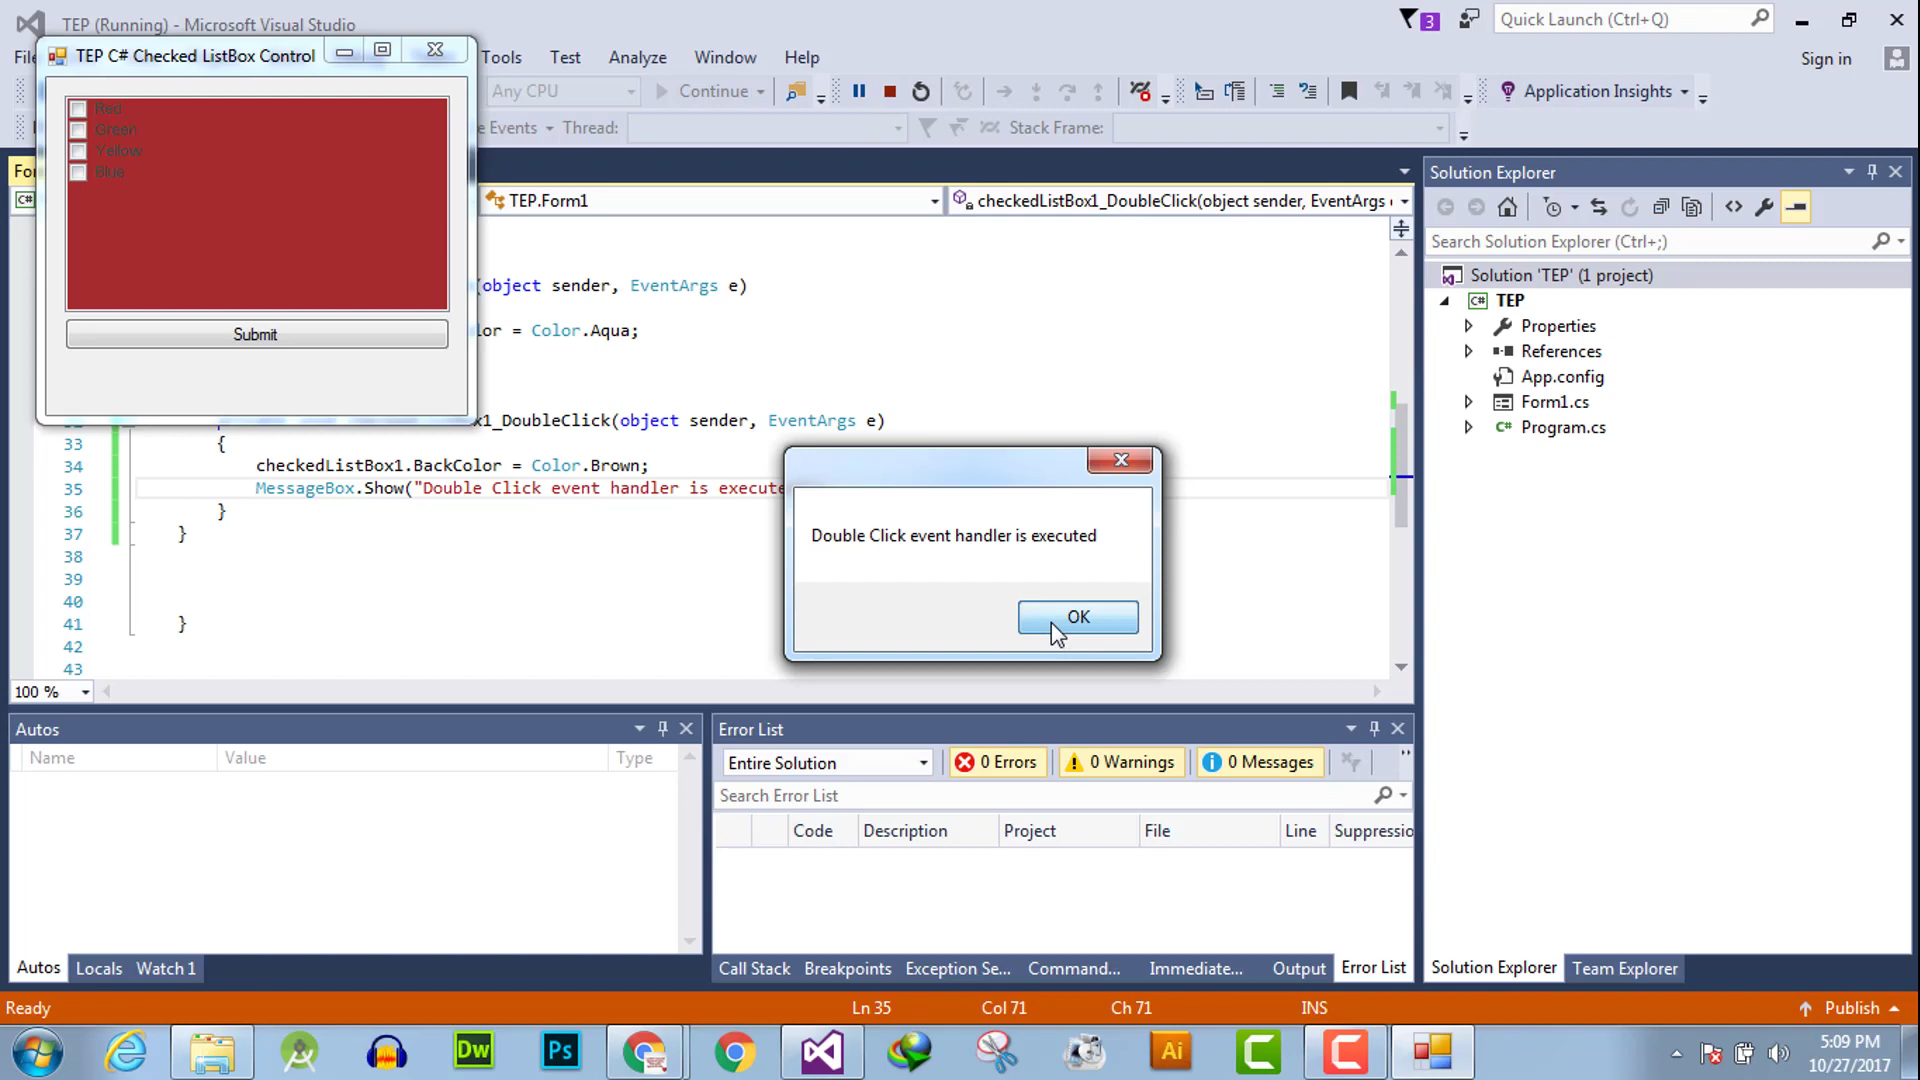 TEP (Running) - Microsoft Visual Studio
3
Quick Launch (Ctrl+Q)
TEP C# Checked ListBox Control
Tools Test Analyze Window Help
Sign in
Any CPU
Continue
Application Insights
Events
Thread:
Stack Frame:
Red
Green
Yellow
Blue
Submit
TEP.Form1
checkedListBox1_DoubleClick(object sender, EventArgs
(object sender, EventArgs e)
= Color.Aqua;
_DoubleClick(object sender, EventArgs e)
33 {
34 checkedListBox1.BackColor = Color.Brown;
35 MessageBox.Show("Double Click event handler is execute
36 }
37 }
38
39
40
41 }
42
43
100 %
Double Click event handler is executed
OK
Solution Explorer
Search Solution Explorer (Ctrl+;)
Solution 'TEP' (1 project)
C# TEP
Properties
References
App.config
Form1.cs
C# Program.cs
Autos
Name Value Type
Autos Locals Watch 1
Error List
Entire Solution
0 Errors
0 Warnings
0 Messages
Search Error List
Code Description Project File Line Suppressio
Call Stack Breakpoints Exception Se... Command... Immediate... Output Error List
Solution Explorer Team Explorer
Ready
Ln 35 Col 71 Ch 71 INS
Publish
Dw
Ps
Ai
5:09 PM
10/27/2017